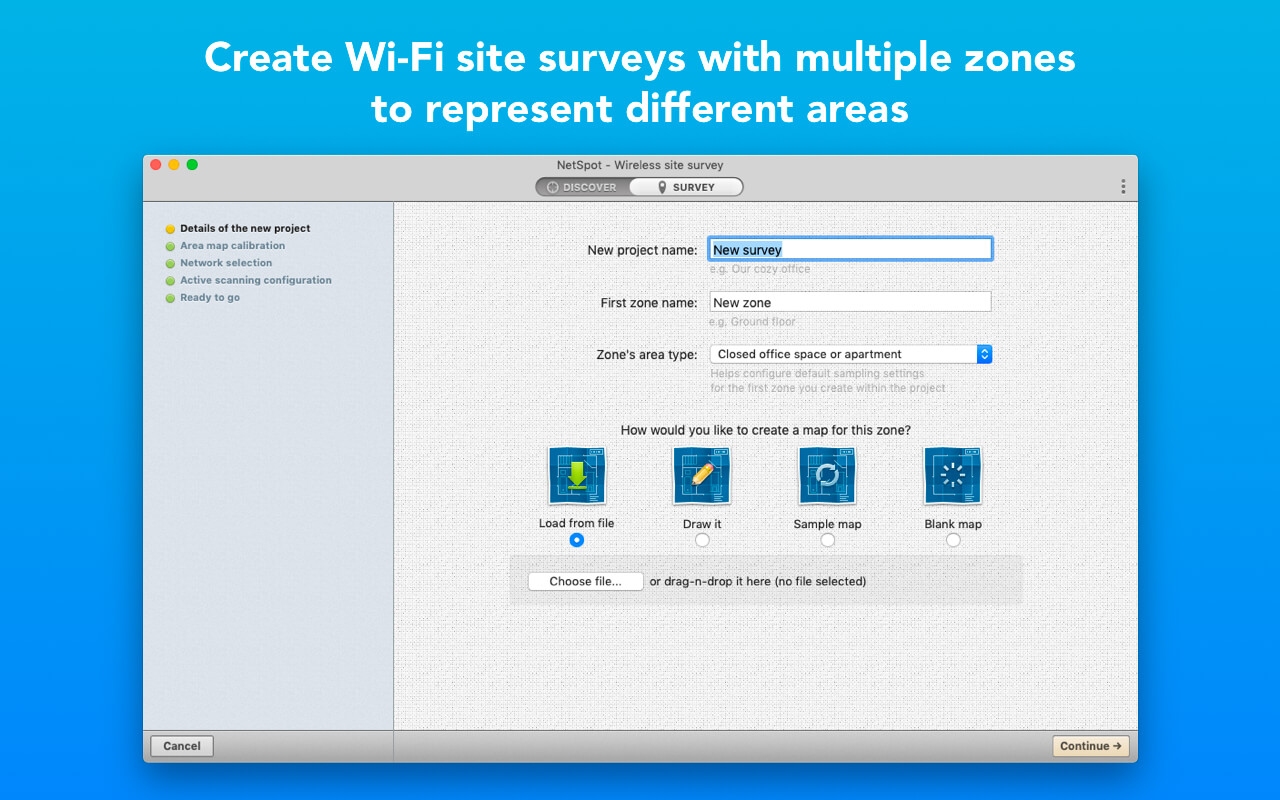 Create Wi-Fi site surveys with multiple zones
to represent different areas
NetSpot - Wireless site survey
DISCOVER
SURVEY
Details of the new project
Area map calibration
Network selection
Active scanning configuration
Ready to go
New project name:
New survey
e.g. Our cozy office
First zone name:
New zone
e.g. Ground floor
Zone's area type:
Closed office space or apartment
Helps configure default sampling settings
for the first zone you create within the project
How would you like to create a map for this zone?
Load from file
Draw it
Sample map
Blank map
Choose file...
or drag-n-drop it here (no file selected)
Cancel
Continue →